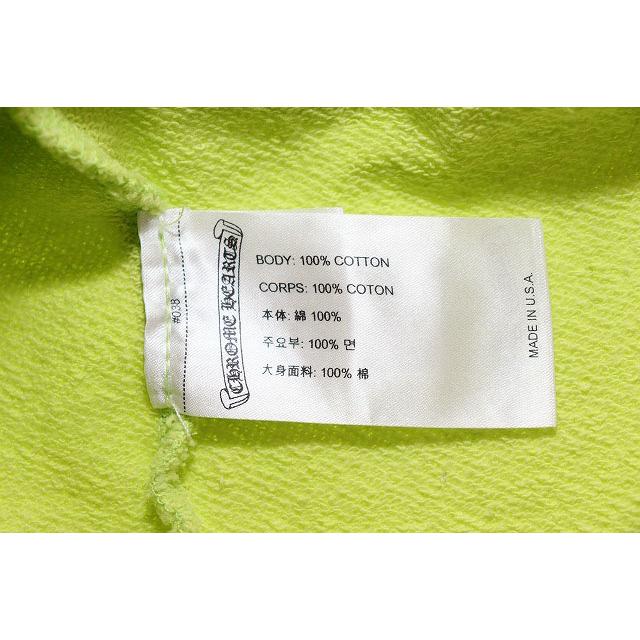 #038
CHROME HEARTS
BODY: 100% COTTON
CORPS: 100% COTON
本体: 綿 100%
주요부: 100% 면
大身面料: 100% 棉
MADE IN U.S.A.